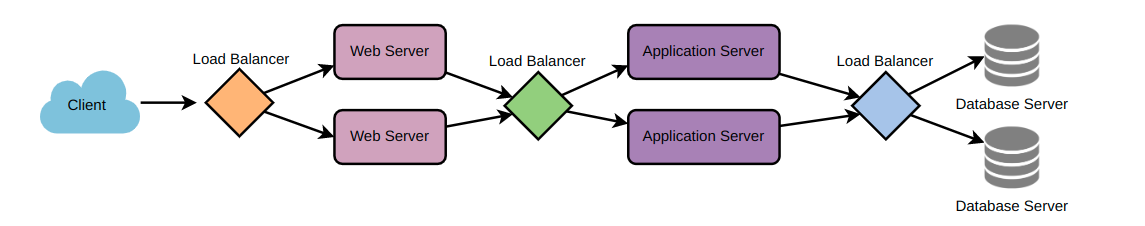 Client
Load Balancer
Web Server
Web Server
Load Balancer
Application Server
Application Server
Load Balancer
Database Server
Database Server